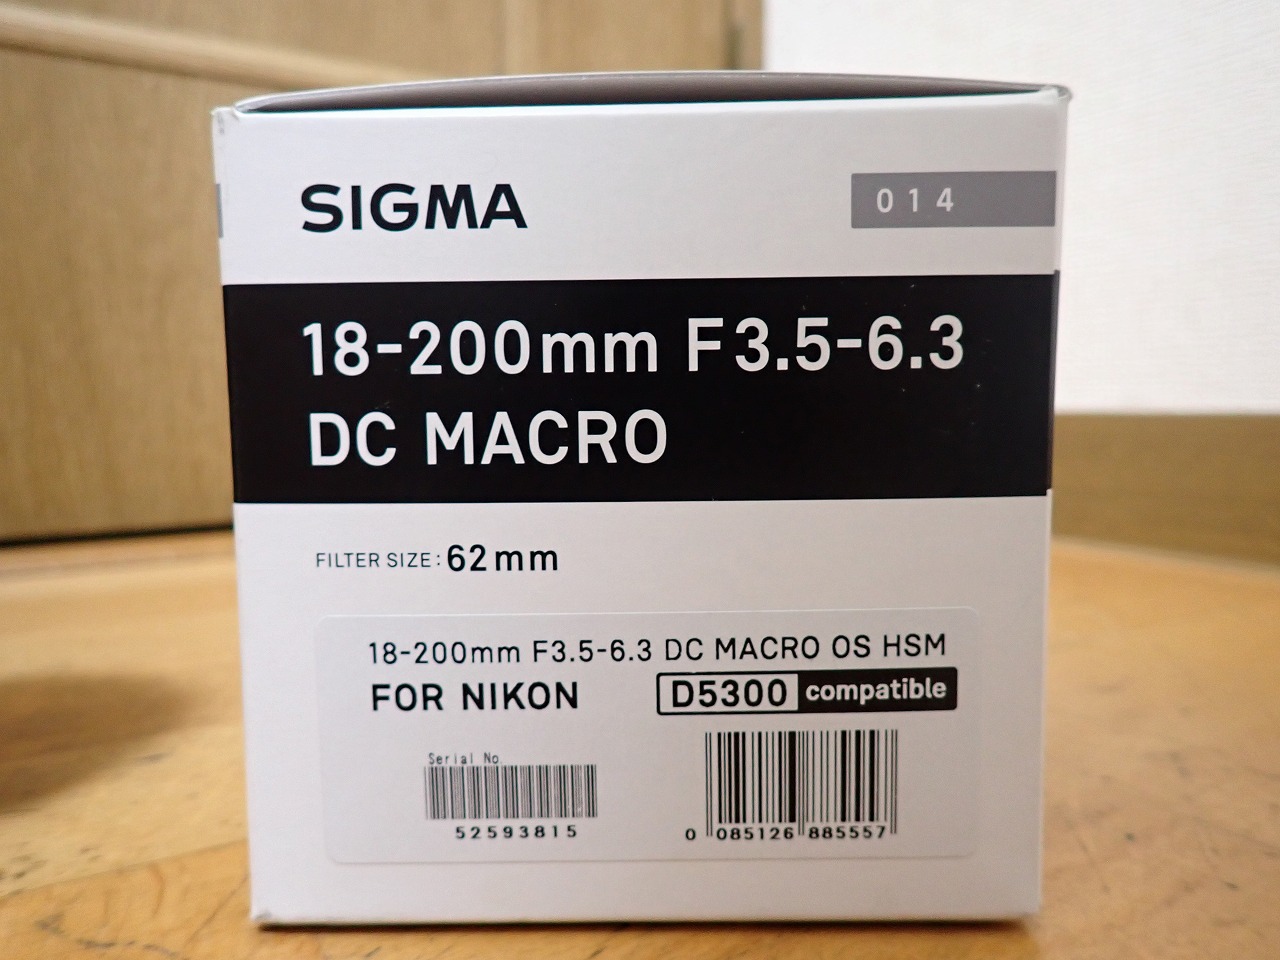 SIGMA
014
18-200mm F3.5-6.3
DC MACRO
FILTER SIZE: 62mm
18-200mm F3.5-6.3 DC MACRO OS HSM
FOR NIKON D5300 compatible
Serial No.
52593815
0 085126 885557